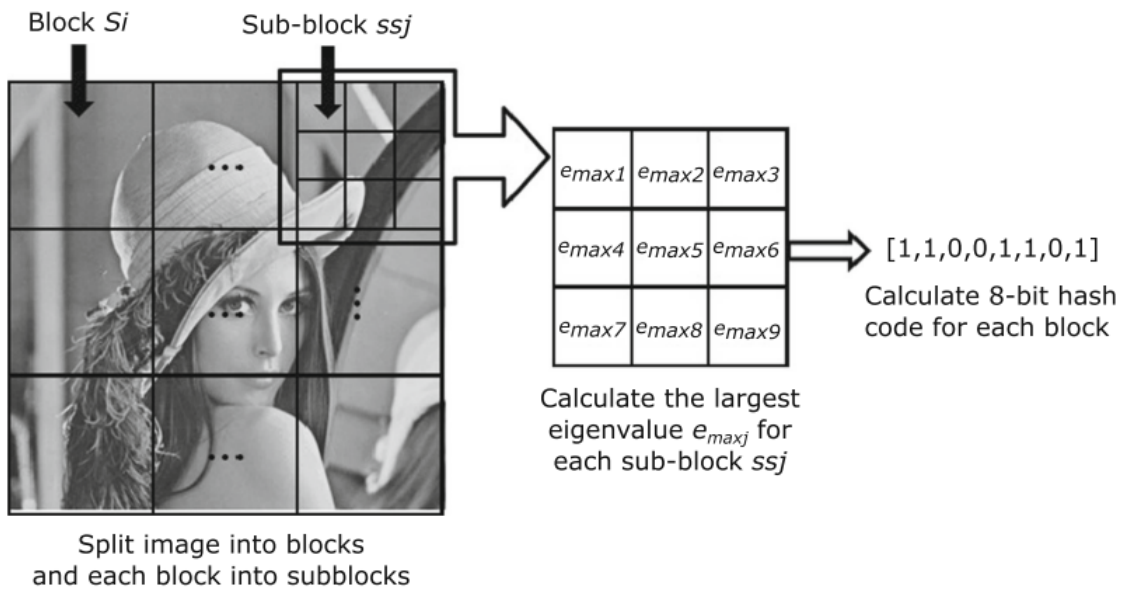 Block Si
Sub-block ssj
emax1 emax2 emax3
emax4 emax5 emax6
emax7 emax8 emax9
[1,1,0,0,1,1,0,1]
Calculate 8-bit hash
code for each block
Calculate the largest
eigenvalue emaxj for
each sub-block ssj
Split image into blocks
and each block into subblocks